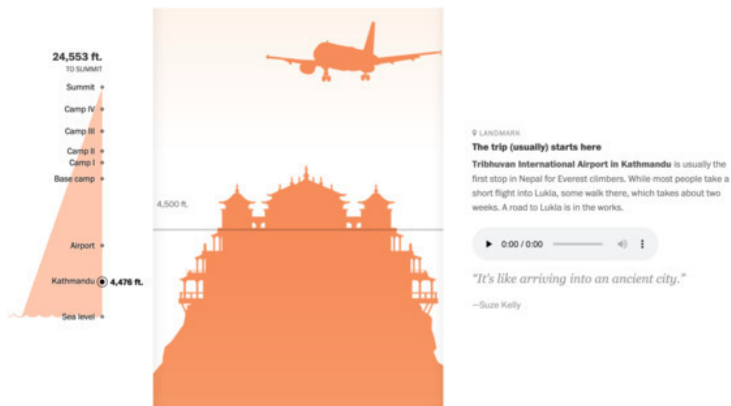 24,553 ft.
TO SUMMIT
Summit
Camp IV
Camp III
Camp II
Camp I
Base camp
Airport
Kathmandu 4,476 ft.
Sea level
4,500 ft.
LANDMARK
The trip (usually) starts here
Tribhuvan International Airport in Kathmandu is usually the
first stop in Nepal for Everest climbers. While most people take a
short flight into Lukla, some walk there, which takes about two
weeks. A road to Lukla is in the works.
0:00 / 0:00
“It’s like arriving into an ancient city.”
—Suze Kelly